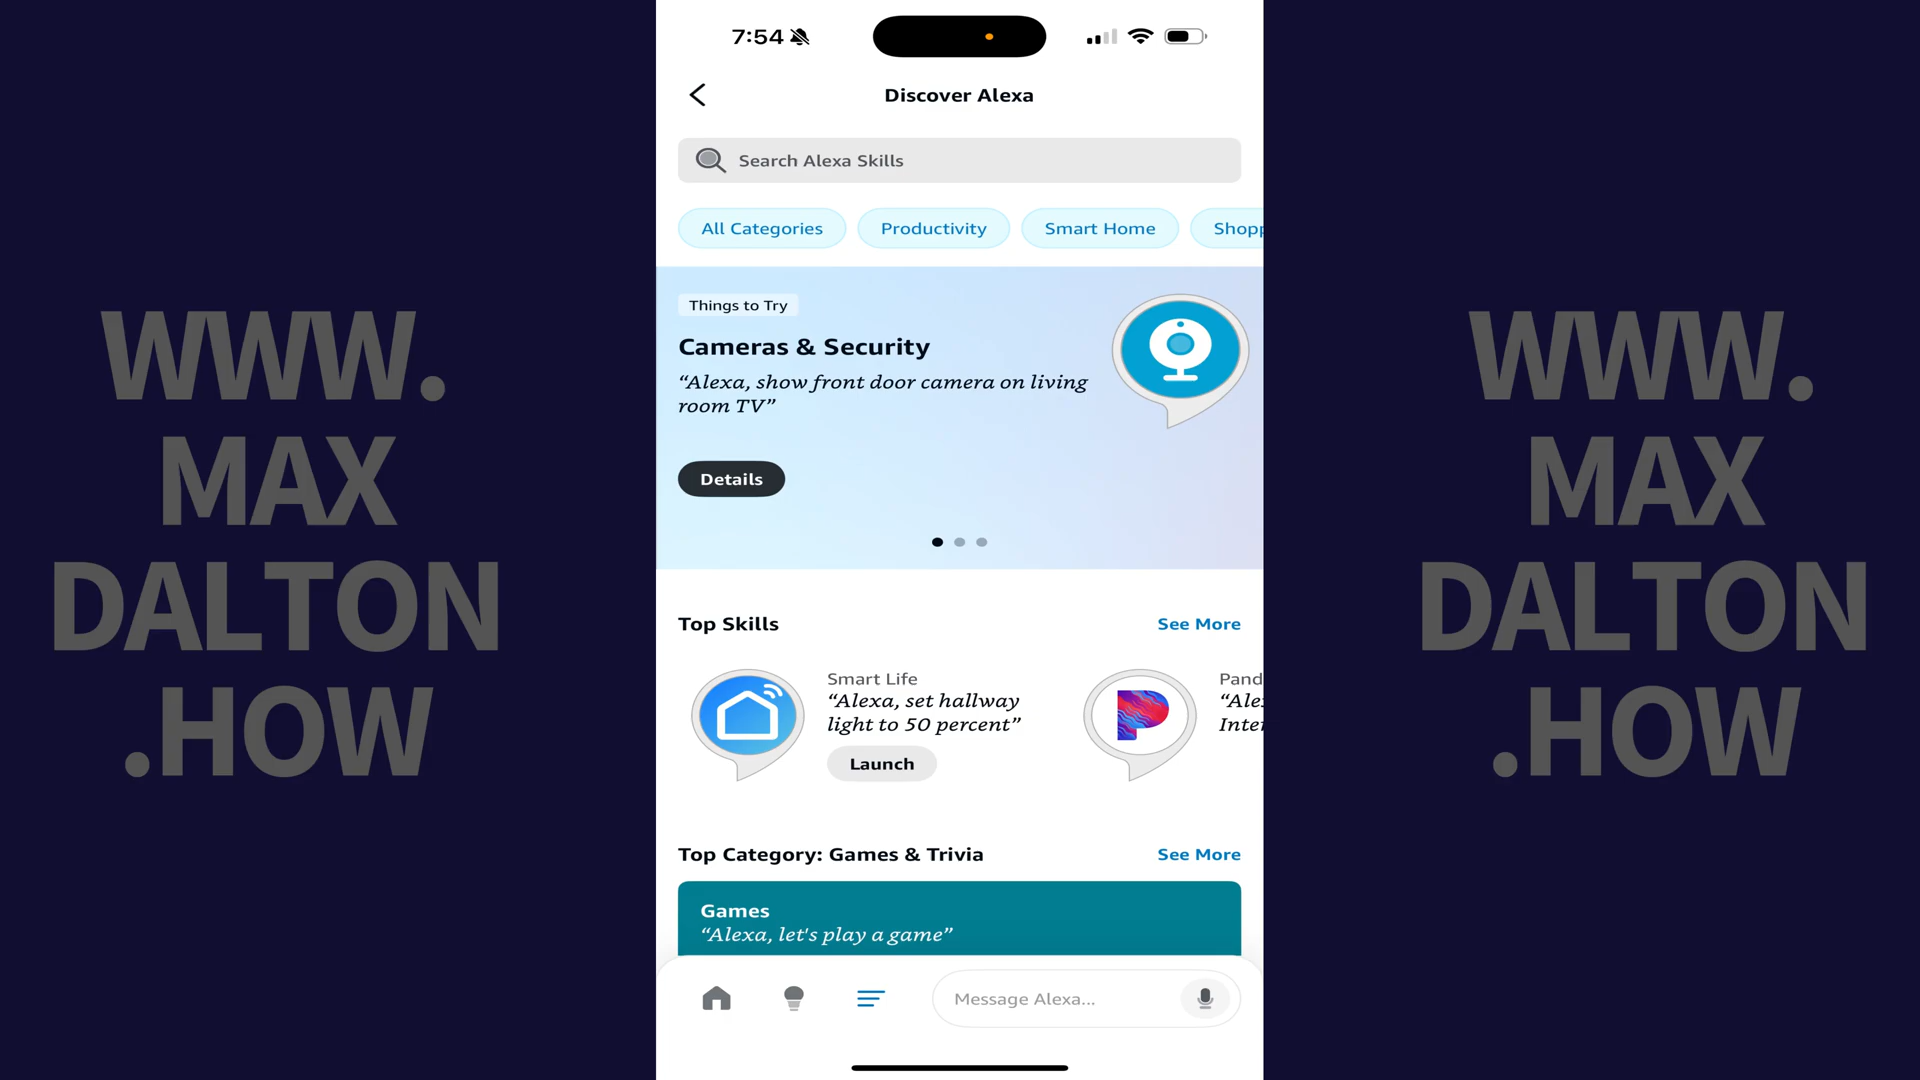 WWW.
MAX
DALTON
.HOW
7:54
Discover Alexa
Search Alexa Skills
All Categories
Productivity
Smart Home
Shopp
Things to Try
Cameras & Security
“Alexa, show front door camera on living
room TV”
Details
Top Skills
See More
Smart Life
“Alexa, set hallway
light to 50 percent”
Launch
Pand
“Ale
Inter
Top Category: Games & Trivia
See More
Games
“Alexa, let's play a game”
Message Alexa...
WWW.
MAX
DALTON
.HOW